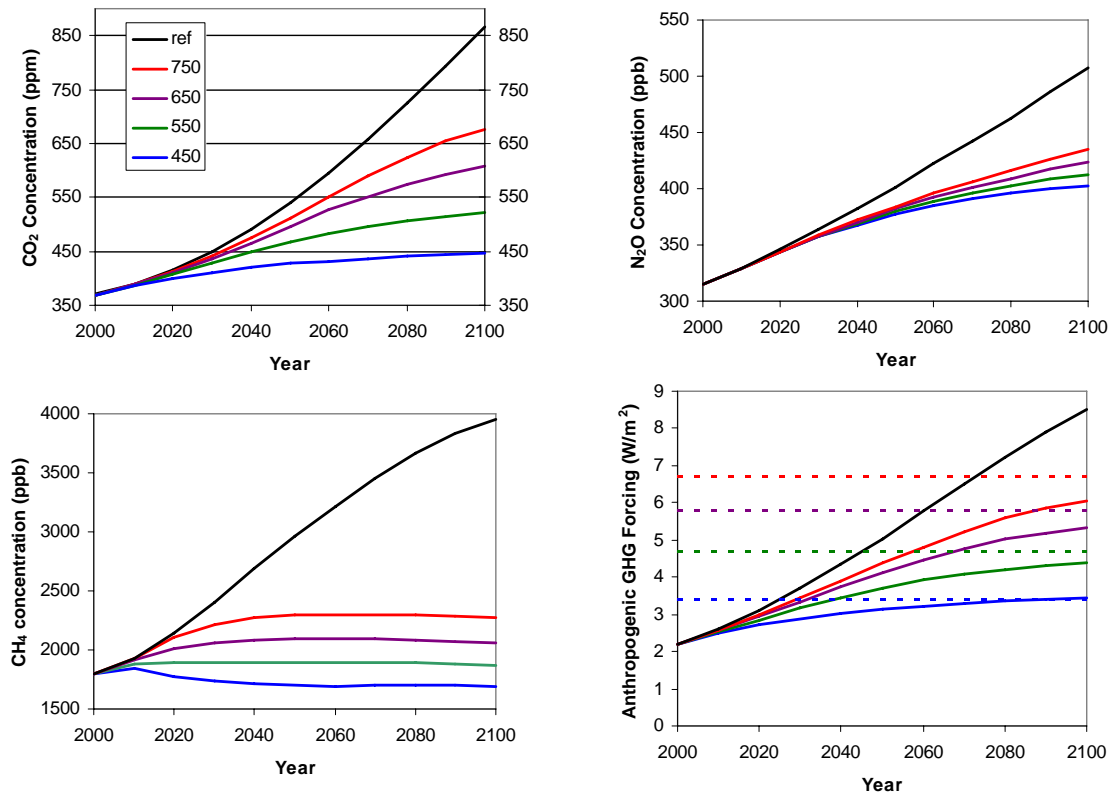 CO₂ Concentration (ppm)
850
750
650
550
450
350
ref
750
650
550
450
850
750
650
550
450
350
2000 2020 2040 2060 2080 2100
Year
N₂O Concentration (ppb)
550
500
450
400
350
300
2000 2020 2040 2060 2080 2100
Year
CH₄ concentration (ppb)
4000
3500
3000
2500
2000
1500
2000 2020 2040 2060 2080 2100
Year
Anthropogenic GHG Forcing (W/m²)
9
8
7
6
5
4
3
2
1
0
2000 2020 2040 2060 2080 2100
Year